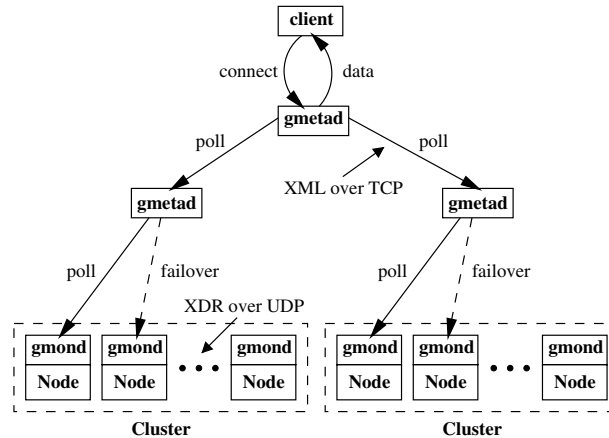 client
connect
data
gmetad
poll
poll
XML over TCP
gmetad
gmetad
poll
failover
poll
failover
XDR over UDP
gmond
gmond
gmond
gmond
gmond
gmond
Node
Node
Node
Node
Node
Node
Cluster
Cluster